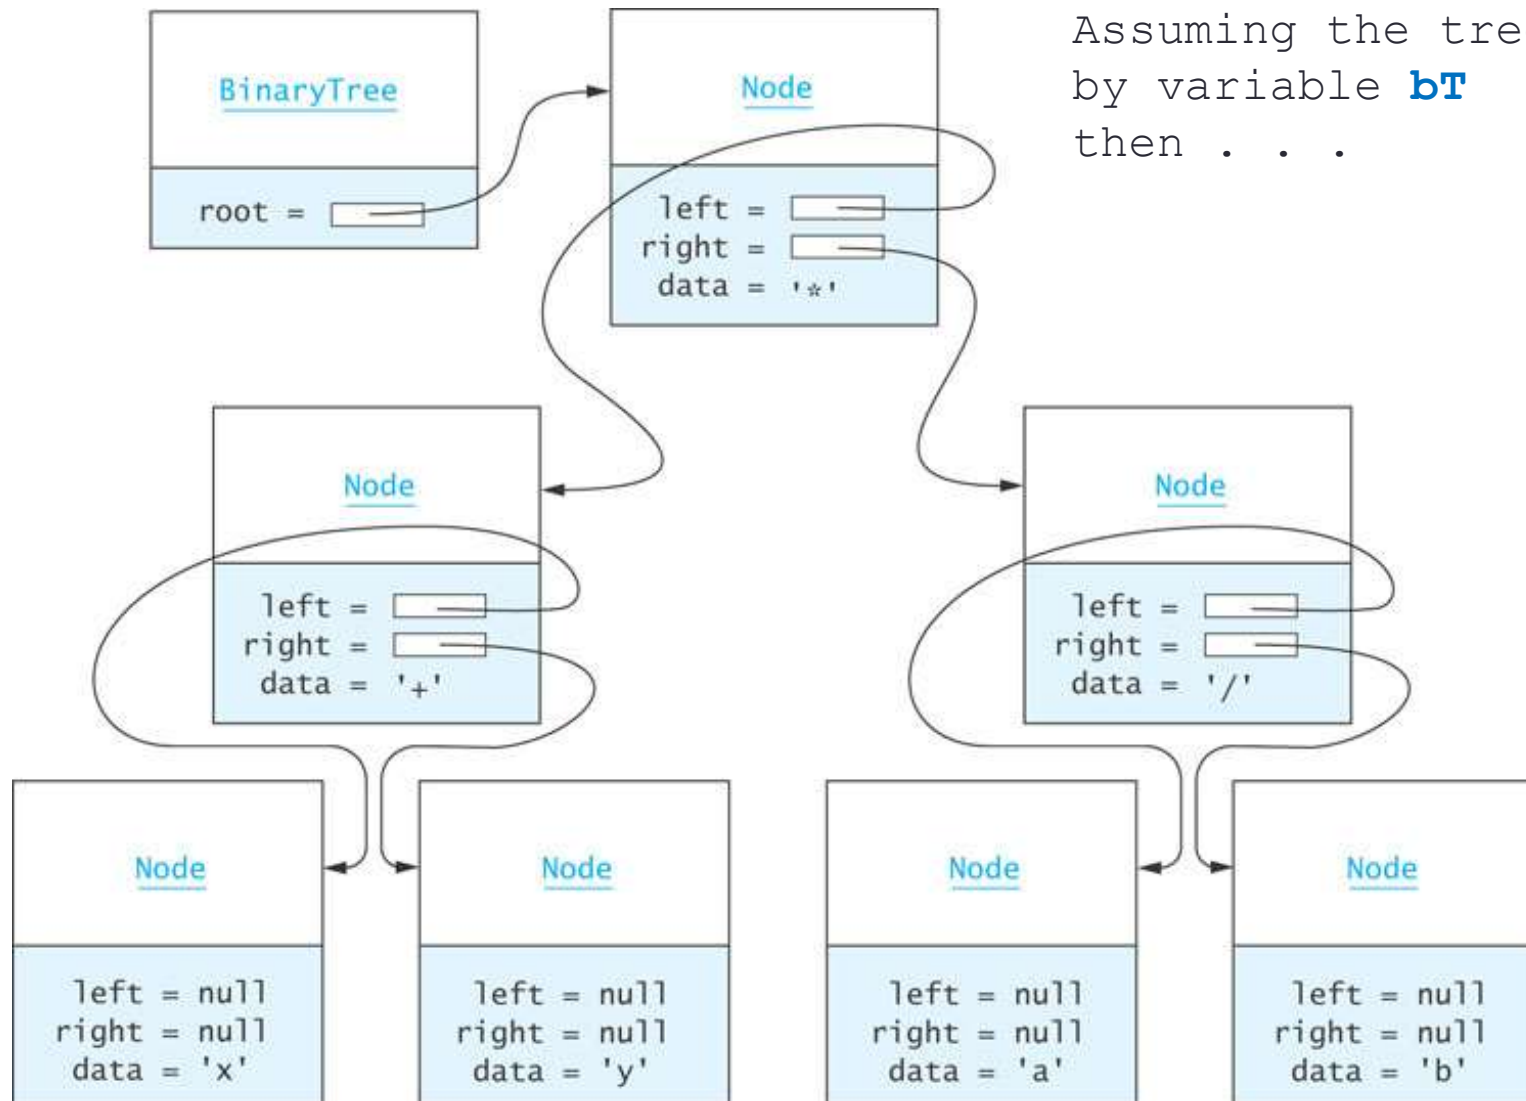 Assuming the tre
by variable bT
then . . .
BinaryTree
root =
Node
left =
right =
data = '*'
Node
left =
right =
data = '+'
Node
left =
right =
data = '/'
Node
left = null
right = null
data = 'x'
Node
left = null
right = null
data = 'y'
Node
left = null
right = null
data = 'a'
Node
left = null
right = null
data = 'b'